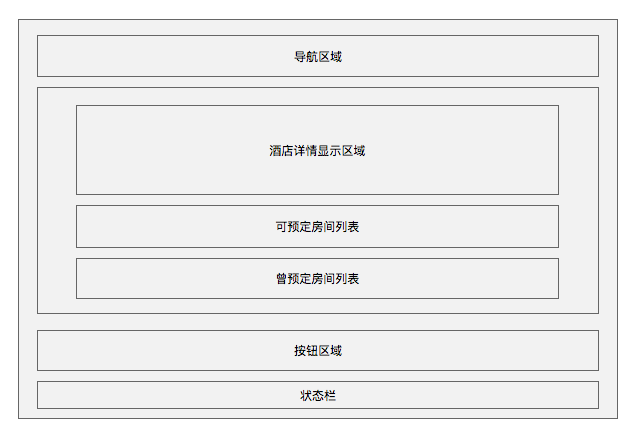 导航区域
酒店详情显示区域
可预定房间列表
曾预定房间列表
按钮区域
状态栏